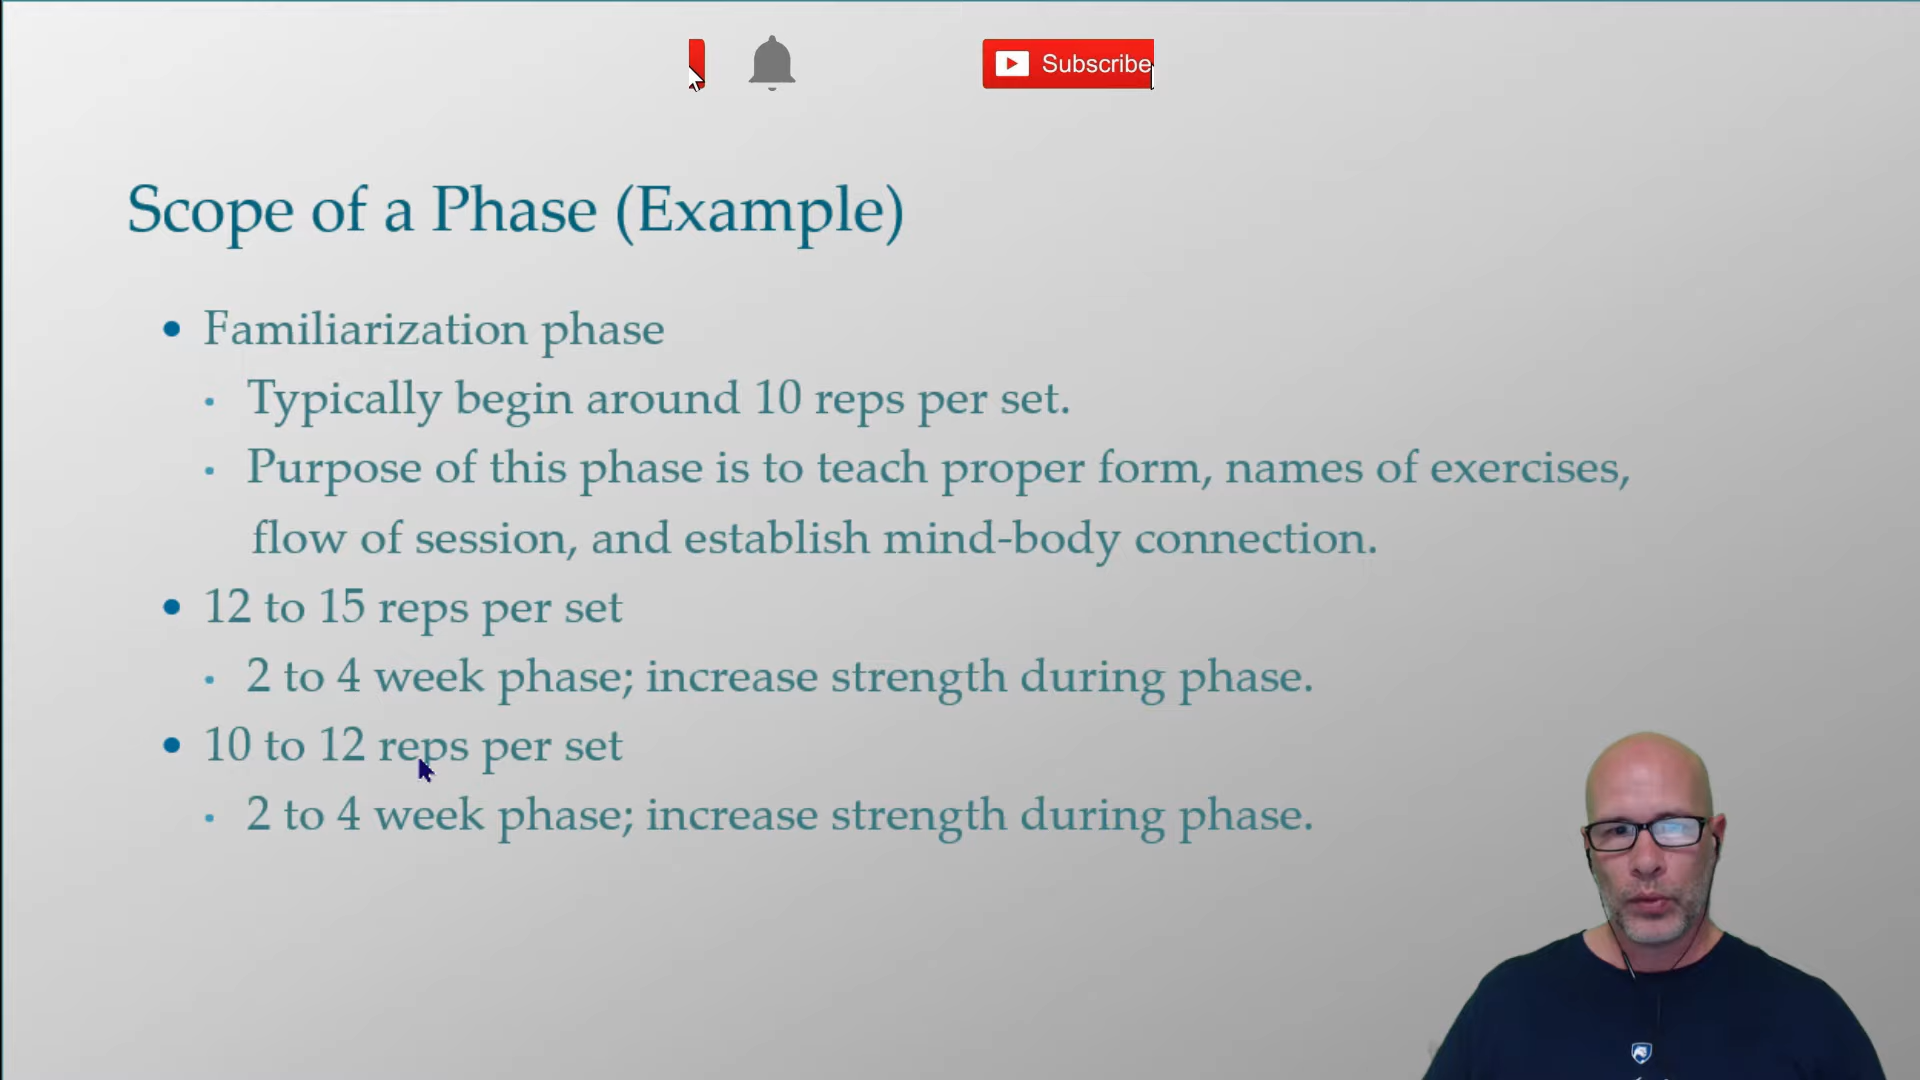 Subscribe
Scope of a Phase (Example)
• Familiarization phase
· Typically begin around 10 reps per set.
· Purpose of this phase is to teach proper form, names of exercises,
flow of session, and establish mind-body connection.
• 12 to 15 reps per set
· 2 to 4 week phase; increase strength during phase.
• 10 to 12 reps per set
· 2 to 4 week phase; increase strength during phase.